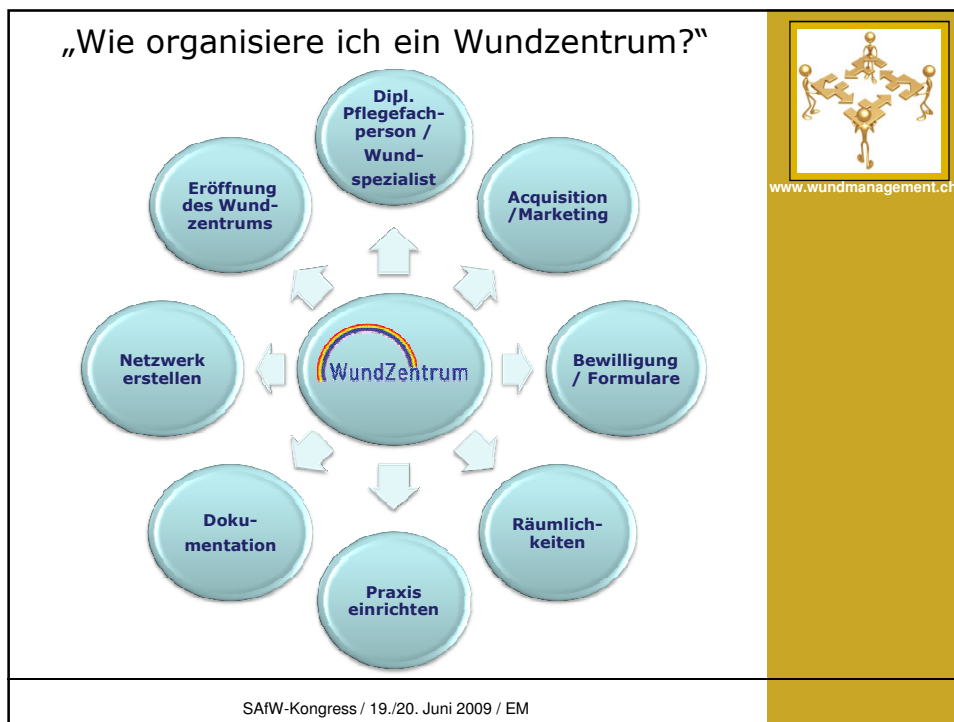 „Wie organisiere ich ein Wundzentrum?“
Dipl.
Pflegefach-
person /
Wund-
spezialist
Acquisition
/Marketing
Bewilligung
/ Formulare
Räumlich-
keiten
Praxis
einrichten
Doku-
mentation
Netzwerk
erstellen
Eröffnung
des Wund-
zentrums
WundZentrum
www.wundmanagement.ch
SAfW-Kongress / 19./20. Juni 2009 / EM